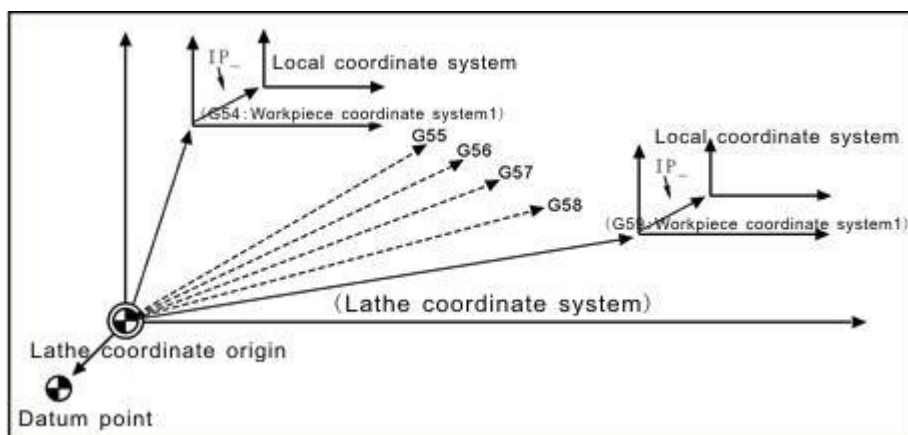 IP_
Local coordinate system
(G54:Workpiece coordinate system1)
G55
G56
G57
G58
Local coordinate system
IP_
(G59:Workpiece coordinate system1)
(Lathe coordinate system)
Lathe coordinate origin
Datum point